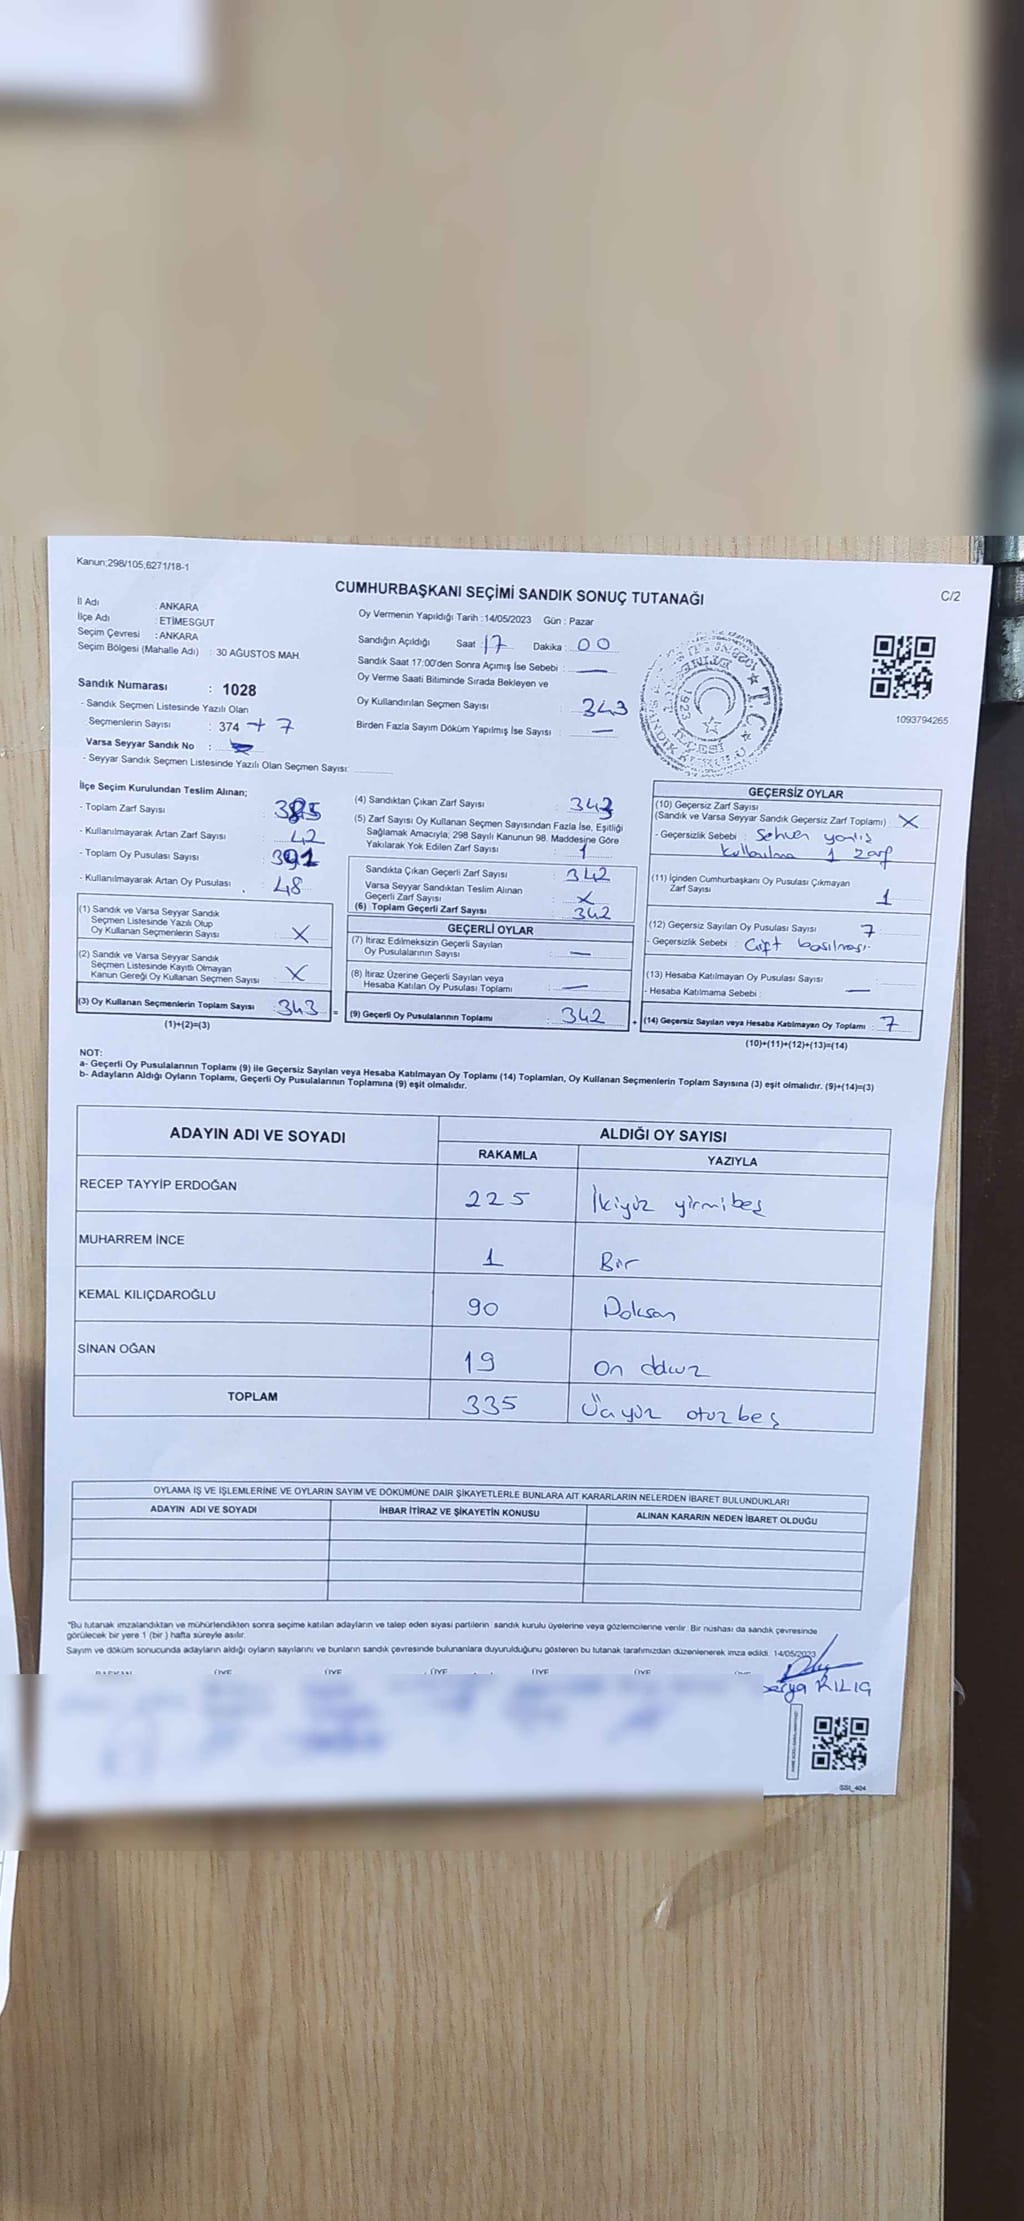 Kanun;298/105,6271/18-1
CUMHURBAŞKANI SEÇİMİ SANDIK SONUÇ TUTANAĞI
C/2
İl Adı : ANKARA
İlçe Adı : ETİMESGUT
Seçim Çevresi : ANKARA
Seçim Bölgesi (Mahalle Adı) : 30 AĞUSTOS MAH.
Sandık Numarası : 1028
- Sandık Seçmen Listesinde Yazılı Olan
Seçmenlerin Sayısı : 374 + 7
Varsa Seyyar Sandık No :
- Seyyar Sandık Seçmen Listesinde Yazılı Olan Seçmen Sayısı:
Oy Vermenin Yapıldığı Tarih : 14/05/2023 Gün : Pazar
Sandığın Açıldığı Saat : 17 Dakika : 00
Sandık Saat 17:00'den Sonra Açımış İse Sebebi : —
Oy Verme Saati Bitiminde Sırada Bekleyen ve
Oy Kullandırılan Seçmen Sayısı : 343
Birden Fazla Sayım Döküm Yapılmış İse Sayısı : —
T.C.
1923
1093794265
İlçe Seçim Kurulundan Teslim Alınan;
- Toplam Zarf Sayısı 385
- Kullanılmayarak Artan Zarf Sayısı 42
- Toplam Oy Pusulası Sayısı 391
- Kullanılmayarak Artan Oy Pusulası . 48
(1) Sandık ve Varsa Seyyar Sandık
Seçmen Listesinde Yazılı Olup
Oy Kullanan Seçmenlerin Sayısı X
(2) Sandık ve Varsa Seyyar Sandık
Seçmen Listesinde Kayıtlı Olmayan
Kanun Gereği Oy Kullanan Seçmen Sayısı X
(3) Oy Kullanan Seçmenlerin Toplam Sayısı 343 =
(1)+(2)=(3)
(4) Sandıktan Çıkan Zarf Sayısı 343
(5) Zarf Sayısı Oy Kullanan Seçmen Sayısından Fazla İse, Eşitliği
Sağlamak Amacıyla; 298 Sayılı Kanunun 98. Maddesine Göre
Yakılarak Yok Edilen Zarf Sayısı : 1
Sandıkta Çıkan Geçerli Zarf Sayısı 342
Varsa Seyyar Sandıktan Teslim Alınan
Geçerli Zarf Sayısı X
(6) Toplam Geçerli Zarf Sayısı 342
GEÇERLİ OYLAR
(7) İtiraz Edilmeksizin Geçerli Sayılan
Oy Pusulalarının Sayısı —
(8) İtiraz Üzerine Geçerli Sayılan veya
Hesaba Katılan Oy Pusulası Toplamı —
(9) Geçerli Oy Pusulalarının Toplamı 342 +
GEÇERSİZ OYLAR
(10) Geçersiz Zarf Sayısı
(Sandık ve Varsa Seyyar Sandık Geçersiz Zarf Toplamı) X
- Geçersizlik Sebebi : Sehven yanlış
kullanılma 1 zarf
(11) İçinden Cumhurbaşkanı Oy Pusulası Çıkmayan
Zarf Sayısı 1
(12) Geçersiz Sayılan Oy Pusulası Sayısı 7
- Geçersizlik Sebebi : Çift basılması.
(13) Hesaba Katılmayan Oy Pusulası Sayısı —
- Hesaba Katılmama Sebebi :
(14) Geçersiz Sayılan veya Hesaba Katılmayan Oy Toplamı 7
(10)+(11)+(12)+(13)=(14)
NOT:
a- Geçerli Oy Pusulalarının Toplamı (9) ile Geçersiz Sayılan veya Hesaba Katılmayan Oy Toplamı (14) Toplamları, Oy Kullanan Seçmenlerin Toplam Sayısına (3) eşit olmalıdır. (9)+(14)=(3)
b- Adayların Aldığı Oyların Toplamı, Geçerli Oy Pusulalarının Toplamına (9) eşit olmalıdır.
ADAYIN ADI VE SOYADI
ALDIĞI OY SAYISI
RAKAMLA YAZIYLA
RECEP TAYYİP ERDOĞAN 225 İkiyüz yirmibeş
MUHARREM İNCE 1 Bir
KEMAL KILIÇDAROĞLU 90 Doksan
SİNAN OĞAN 19 on dokuz
TOPLAM 335 Üçyüz otuz beş
OYLAMA İŞ VE İŞLEMLERİNE VE OYLARIN SAYIM VE DÖKÜMÜNE DAİR ŞİKAYETLERLE BUNLARA AİT KARARLARIN NELERDEN İBARET BULUNDUKLARI
ADAYIN ADI VE SOYADI İHBAR İTİRAZ VE ŞİKAYETİN KONUSU ALINAN KARARIN NEDEN İBARET OLDUĞU
"Bu tutanak imzalandıktan ve mühürlendikten sonra seçime katılan adayların ve talep eden siyasi partilerin sandık kurulu üyelerine veya gözlemcilerine verilir. Bir nüshası da sandık çevresinde
görülecek bir yere 1 (bir ) hafta süreyle asılır.
Sayım ve döküm sonucunda adayların aldığı oyların sayılarını ve bunların sandık çevresinde bulunanlara duyurulduğunu gösteren bu tutanak tarafımızdan düzenlenerek imza edildi. 14/05/2023
BAŞKAN ÜYE ÜYE ÜYE ÜYE ÜYE
KILIÇ
SSI_404